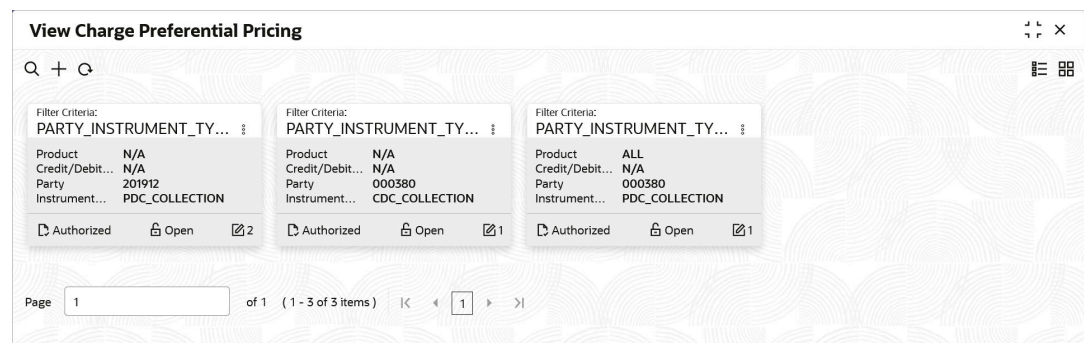 View Charge Preferential Pricing
Filter Criteria:
PARTY_INSTRUMENT_TY...
Product N/A
Credit/Debit... N/A
Party 201912
Instrument... PDC_COLLECTION
Authorized Open 2
Filter Criteria:
PARTY_INSTRUMENT_TY...
Product N/A
Credit/Debit... N/A
Party 000380
Instrument... CDC_COLLECTION
Authorized Open 1
Filter Criteria:
PARTY_INSTRUMENT_TY...
Product ALL
Credit/Debit... N/A
Party 000380
Instrument... PDC_COLLECTION
Authorized Open 1
Page 1 of 1 (1 - 3 of 3 items) 1